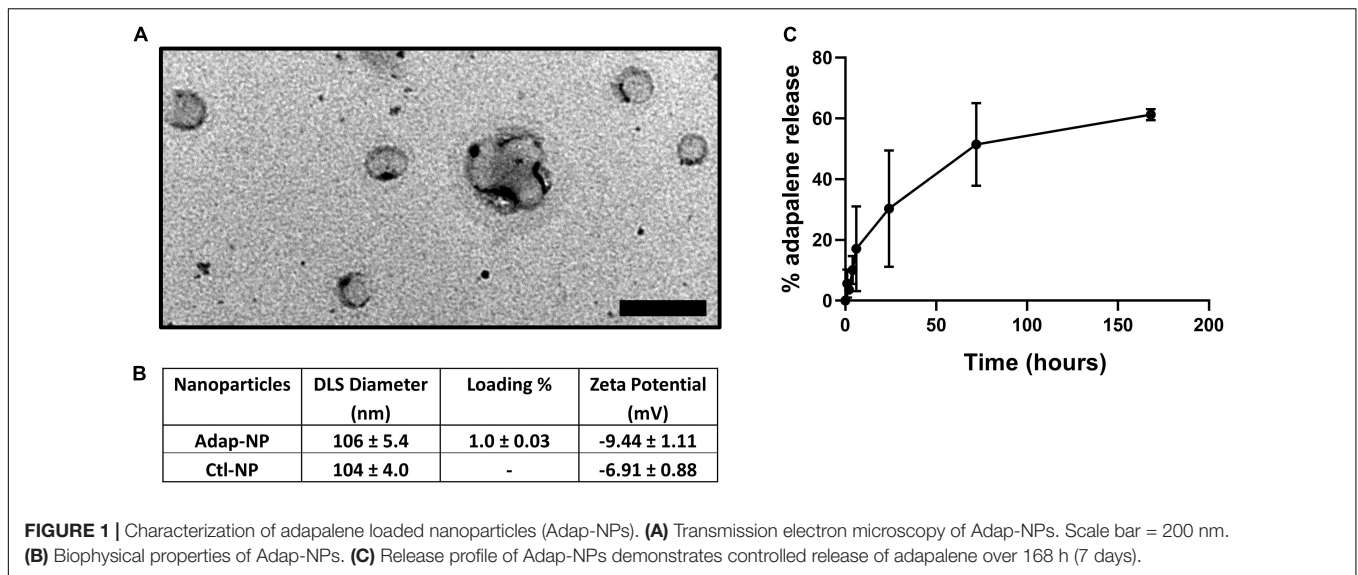 A
B
Nanoparticles DLS Diameter (nm) Loading % Zeta Potential (mV)
Adap-NP 106 ± 5.4 1.0 ± 0.03 -9.44 ± 1.11
Ctl-NP 104 ± 4.0 - -6.91 ± 0.88
C
% adapalene release
80
60
40
20
0
0 50 100 150 200
Time (hours)
FIGURE 1 | Characterization of adapalene loaded nanoparticles (Adap-NPs). (A) Transmission electron microscopy of Adap-NPs. Scale bar = 200 nm.
(B) Biophysical properties of Adap-NPs. (C) Release profile of Adap-NPs demonstrates controlled release of adapalene over 168 h (7 days).